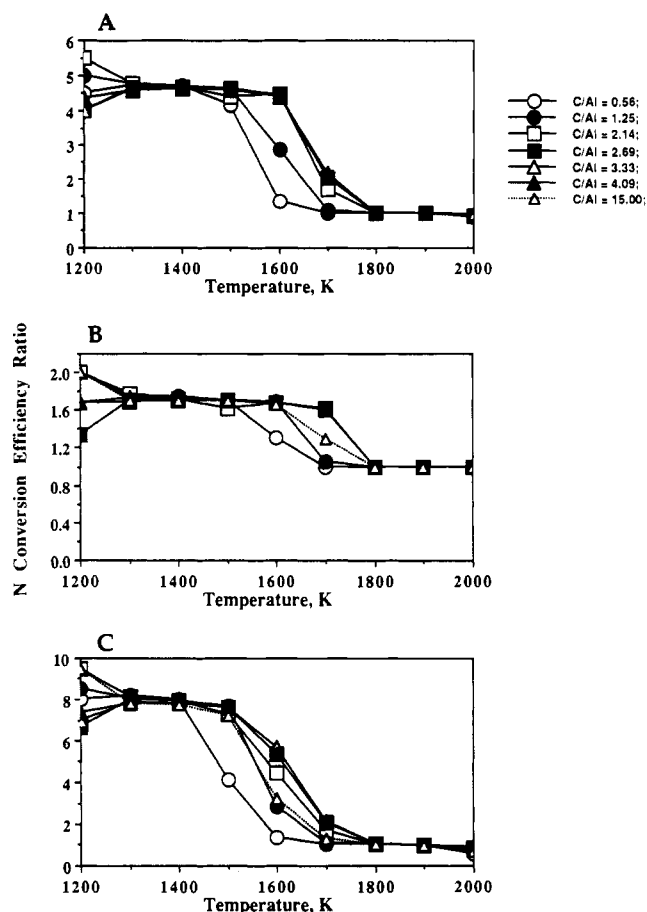 A
6
5
4
3
2
1
0
1200 1400 1600 1800 2000
Temperature, K
C/Al = 0.56;
C/Al = 1.25;
C/Al = 2.14;
C/Al = 2.69;
C/Al = 3.33;
C/Al = 4.09;
C/Al = 15.00;
N Conversion Efficiency Ratio
B
2.0
1.6
1.2
0.8
0.4
0.0
1200 1400 1600 1800 2000
Temperature, K
C
10
8
6
4
2
0
1200 1400 1600 1800 2000
Temperature, K